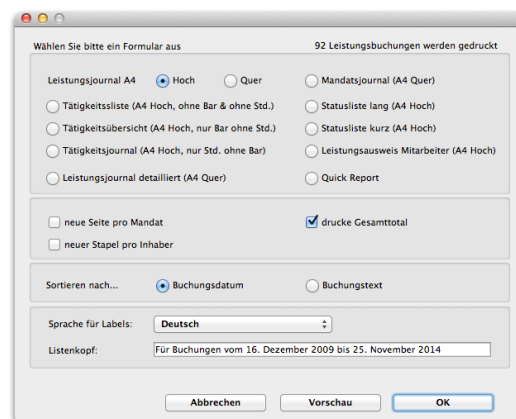 Wählen Sie bitte ein Formular aus 92 Leistungsbuchungen werden gedruckt
Leistungsjournal A4 Hoch Quer Mandatsjournal (A4 Quer)
Tätigkeitssliste (A4 Hoch, ohne Bar & ohne Std.) Statusliste lang (A4 Hoch)
Tätigkeitsübersicht (A4 Hoch, nur Bar ohne Std.) Statusliste kurz (A4 Hoch)
Tätigkeitsjournal (A4 Hoch, nur Std. ohne Bar) Leistungsausweis Mitarbeiter (A4 Hoch)
Leistungsjournal detailliert (A4 Quer) Quick Report
neue Seite pro Mandat drucke Gesamttotal
neuer Stapel pro Inhaber
Sortieren nach... Buchungsdatum Buchungstext
Sprache für Labels: Deutsch
Listenkopf: Für Buchungen vom 16. Dezember 2009 bis 25. November 2014
Abbrechen Vorschau OK